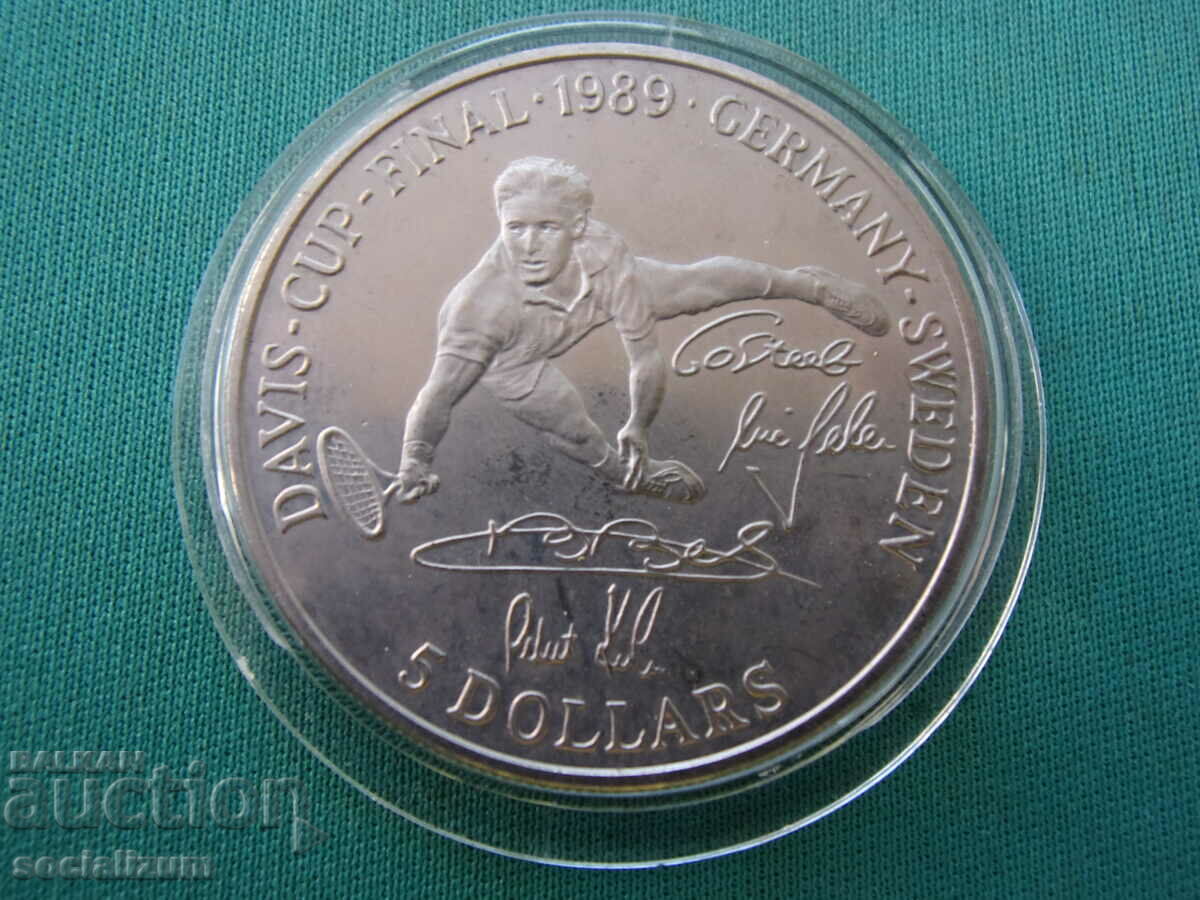 DAVIS-CUP-FINAL · 1989 · GERMANY-SWEDEN
5 DOLLARS
BALKAN
auction
socializum